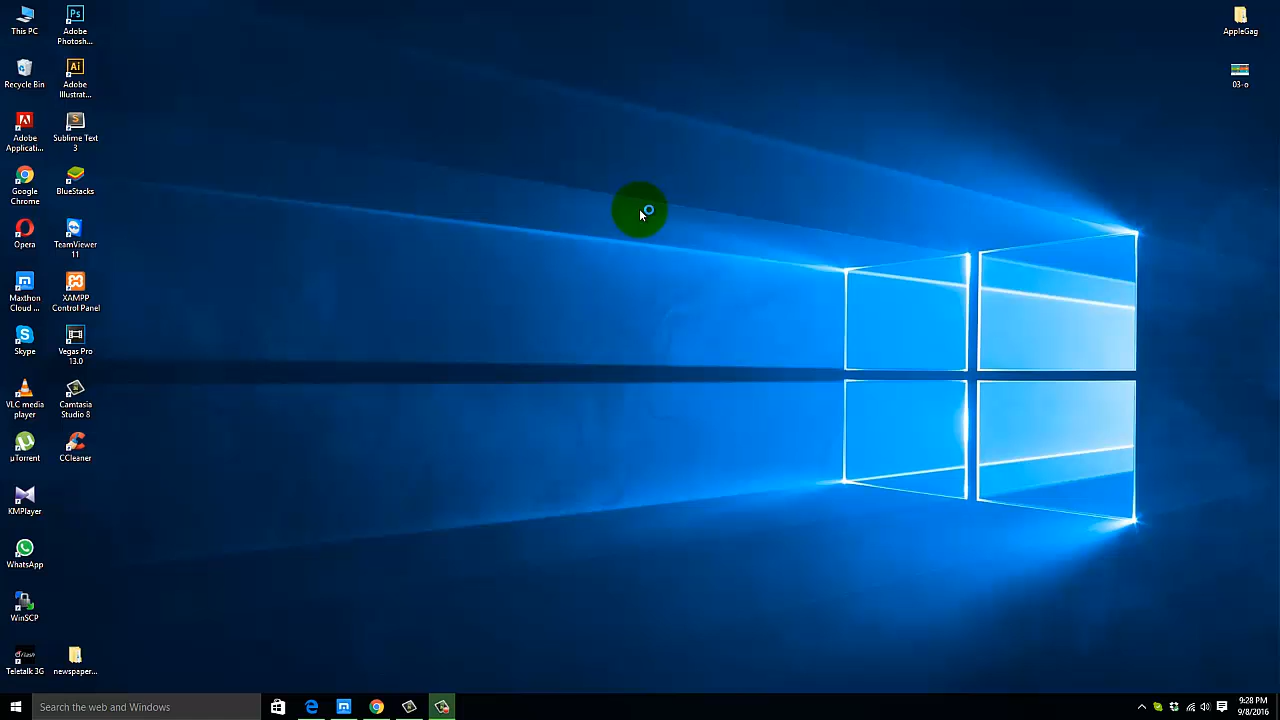 This PC
Adobe
Photosh...
Recycle Bin
Adobe
Illustrat...
Adobe
Applicati...
Sublime Text
3
Google
Chrome
BlueStacks
Opera
TeamViewer
11
Maxthon
Cloud ...
XAMPP
Control Panel
Skype
Vegas Pro
13.0
VLC media
player
Camtasia
Studio 8
µTorrent
CCleaner
KMPlayer
WhatsApp
WinSCP
Teletalk 3G
newspaper...
AppleGag
03-o
Search the web and Windows
9:28 PM
9/8/2016